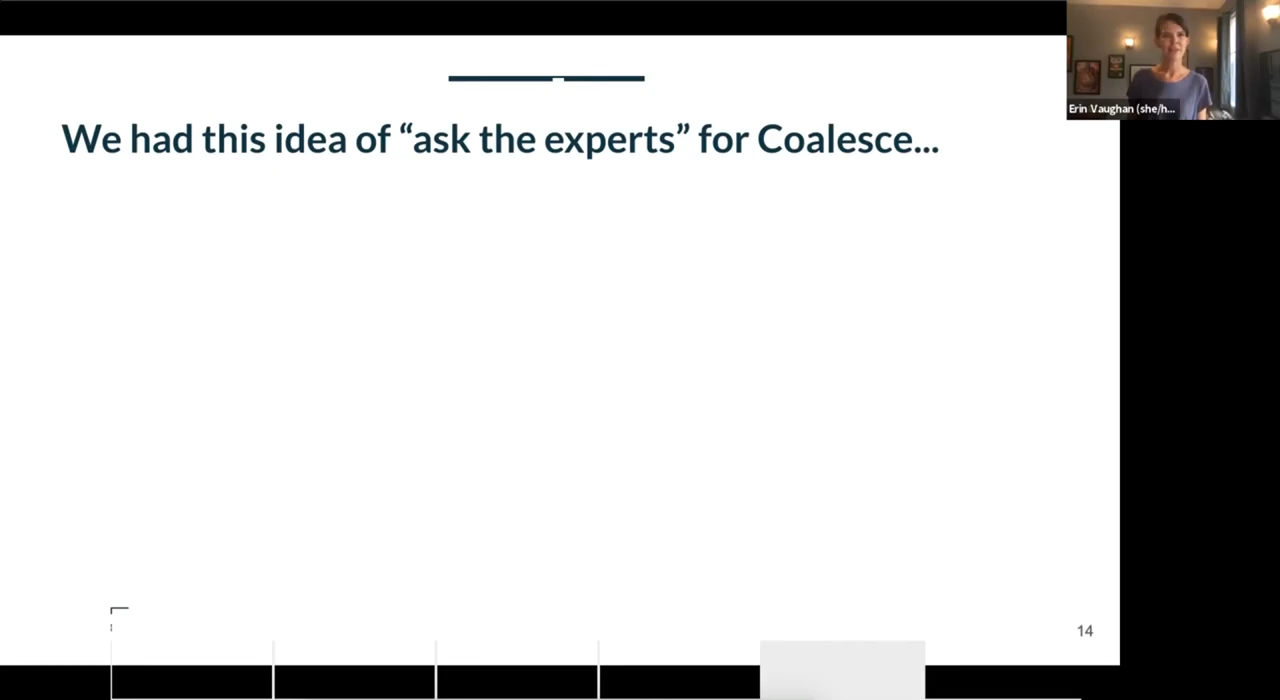 Erin Vaughan (she/h...
We had this idea of “ask the experts” for Coalesce...
14